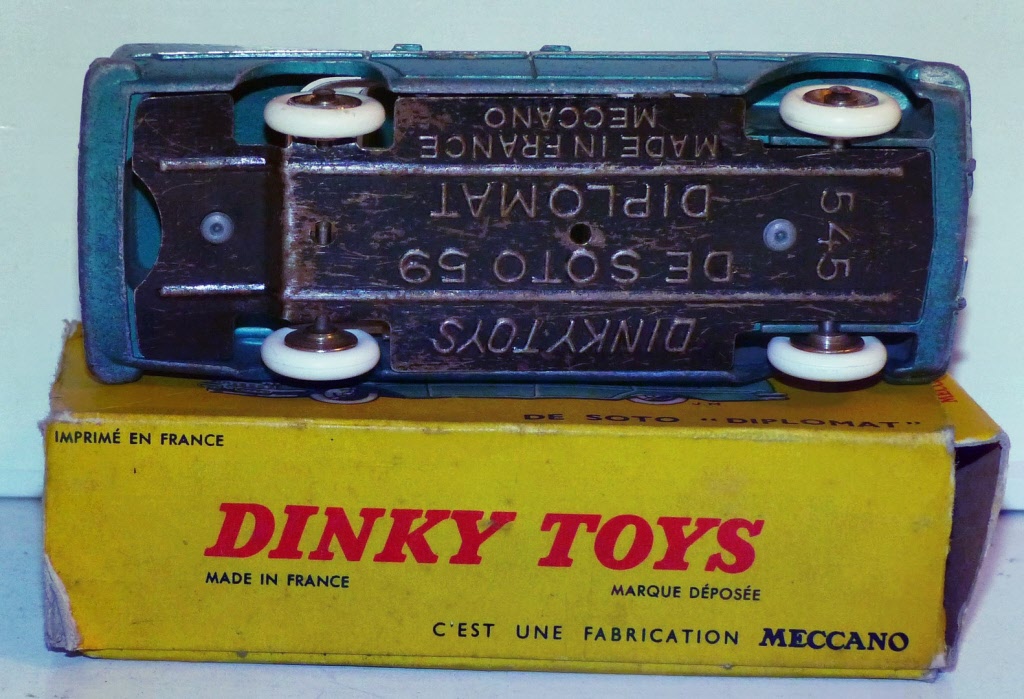 DINKY TOYS
DE SOTO 59
DIPLOMAT
MADE IN FRANCE
MECCANO
545
DE SOTO "DIPLOMAT"
IMPRIMÉ EN FRANCE
DINKY TOYS
MADE IN FRANCE
MARQUE DÉPOSÉE
C'EST UNE FABRICATION MECCANO